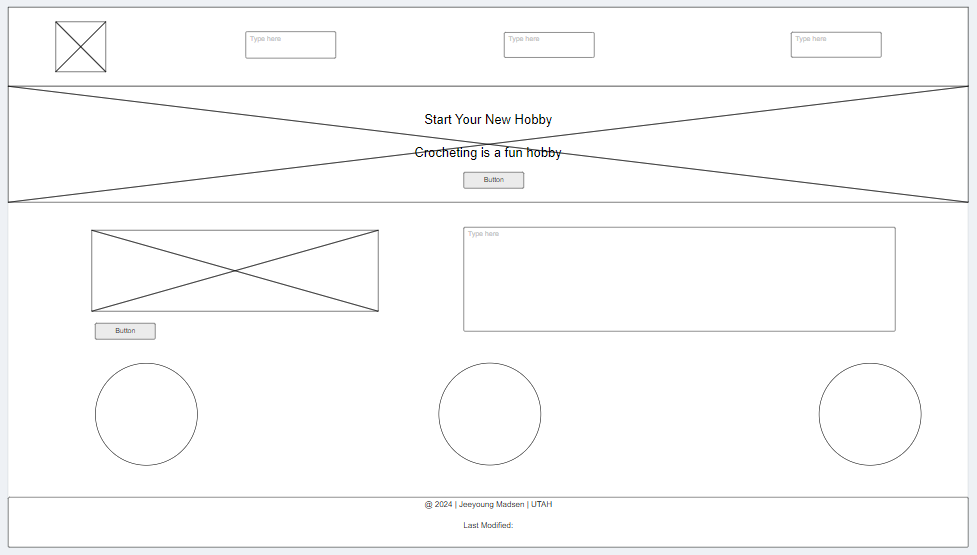 Type here
Type here
Type here
Start Your New Hobby
Crocheting is a fun hobby
Button
Type here
Button
@ 2024 | Jeeyoung Madsen | UTAH
Last Modified: